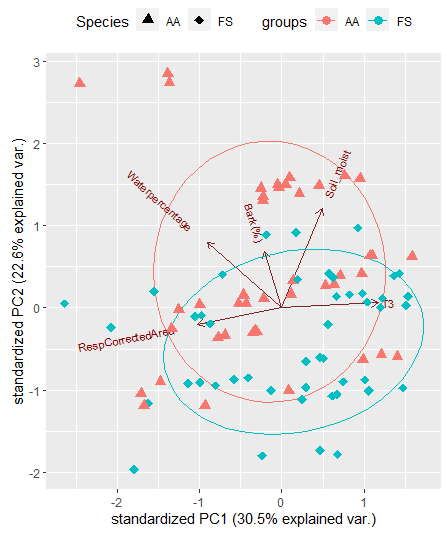 Species AA FS groups AA FS
3
2
1
0
-1
-2
standardized PC2 (22.6% explained var.)
Waterpercentage
Bark(%)
Soil_moist
T3
RespCorrectedArea
-2 -1 0 1
standardized PC1 (30.5% explained var.)